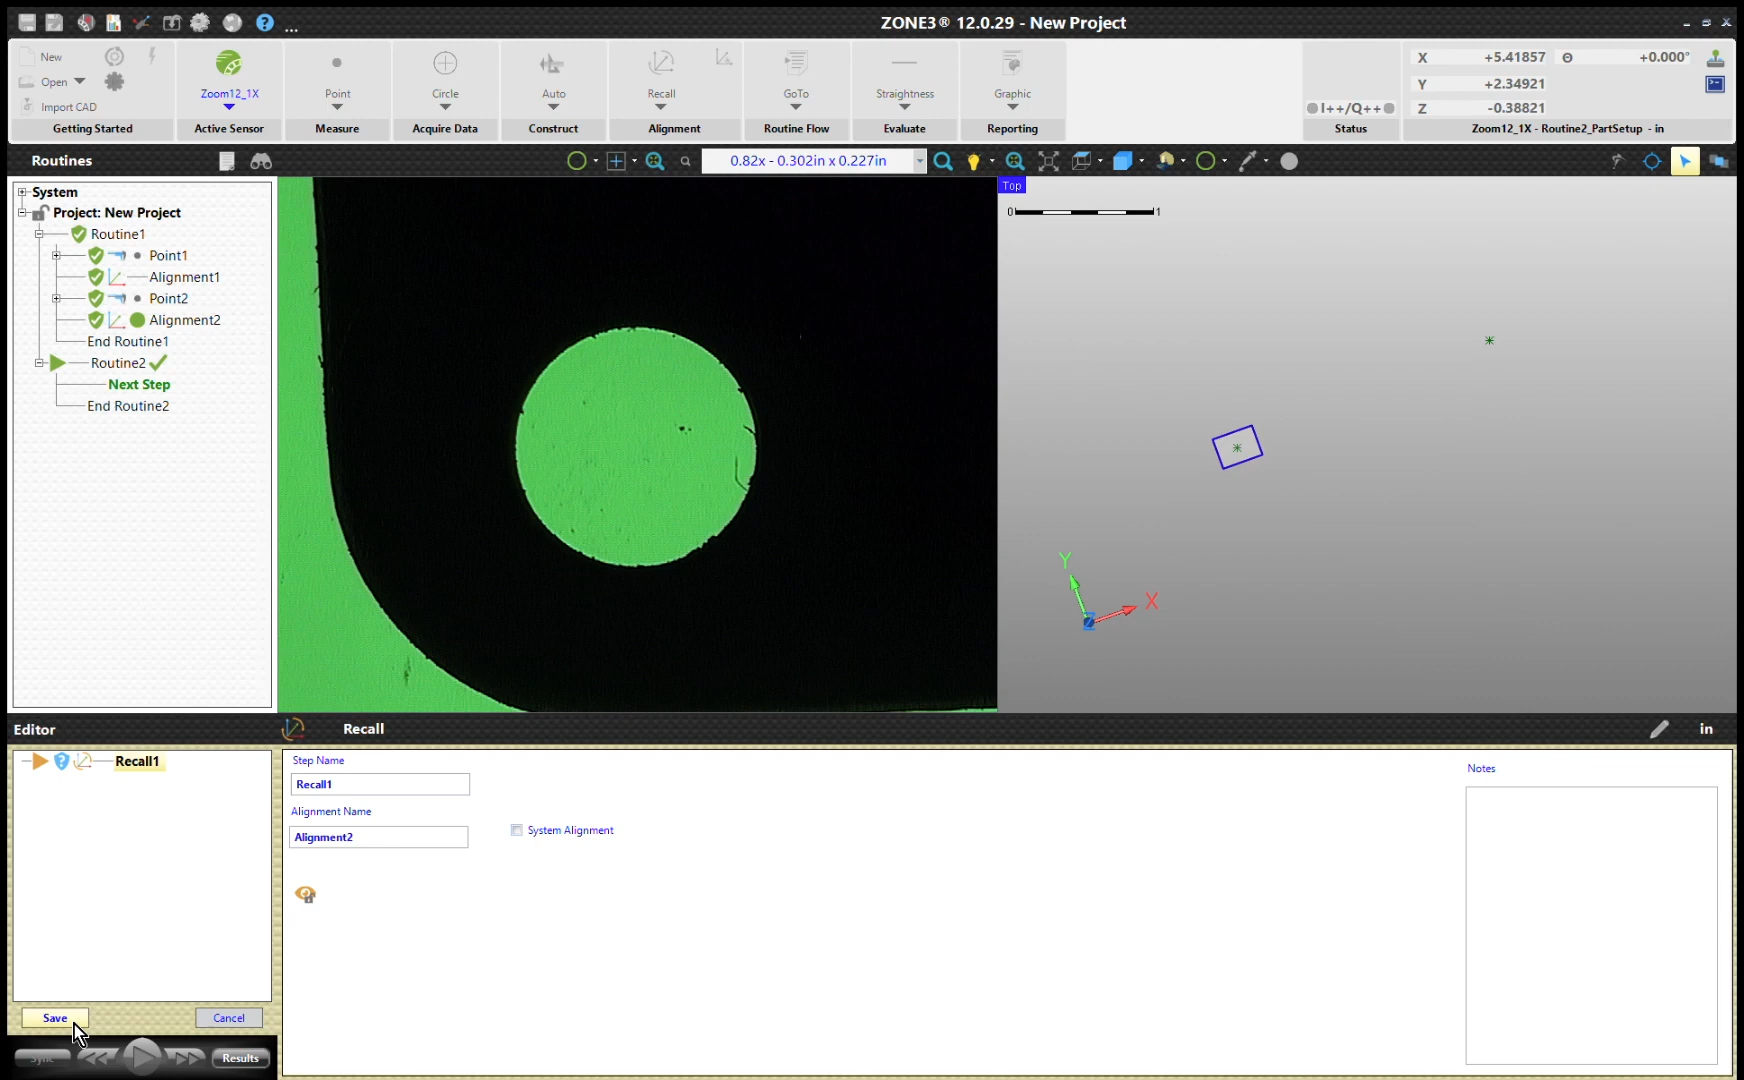 ZONE3® 12.0.29 - New Project
New
Open
Import CAD
Getting Started
Zoom12_1X
Active Sensor
Point
Measure
Circle
Acquire Data
Auto
Construct
Recall
Alignment
GoTo
Routine Flow
Straightness
Evaluate
Graphic
Reporting
I++/Q++
Status
X +5.41857 Θ +0.000°
Y +2.34921
Z -0.38821
Zoom12_1X - Routine2_PartSetup - in
Routines
0.82x - 0.302in x 0.227in
System
Project: New Project
Routine1
Point1
Alignment1
Point2
Alignment2
End Routine1
Routine2
Next Step
End Routine2
Top
0 1
Y
X
Z
Editor
Recall
in
Recall1
Step Name
Recall1
Alignment Name
Alignment2
System Alignment
Notes
Save
Cancel
Sync
Results